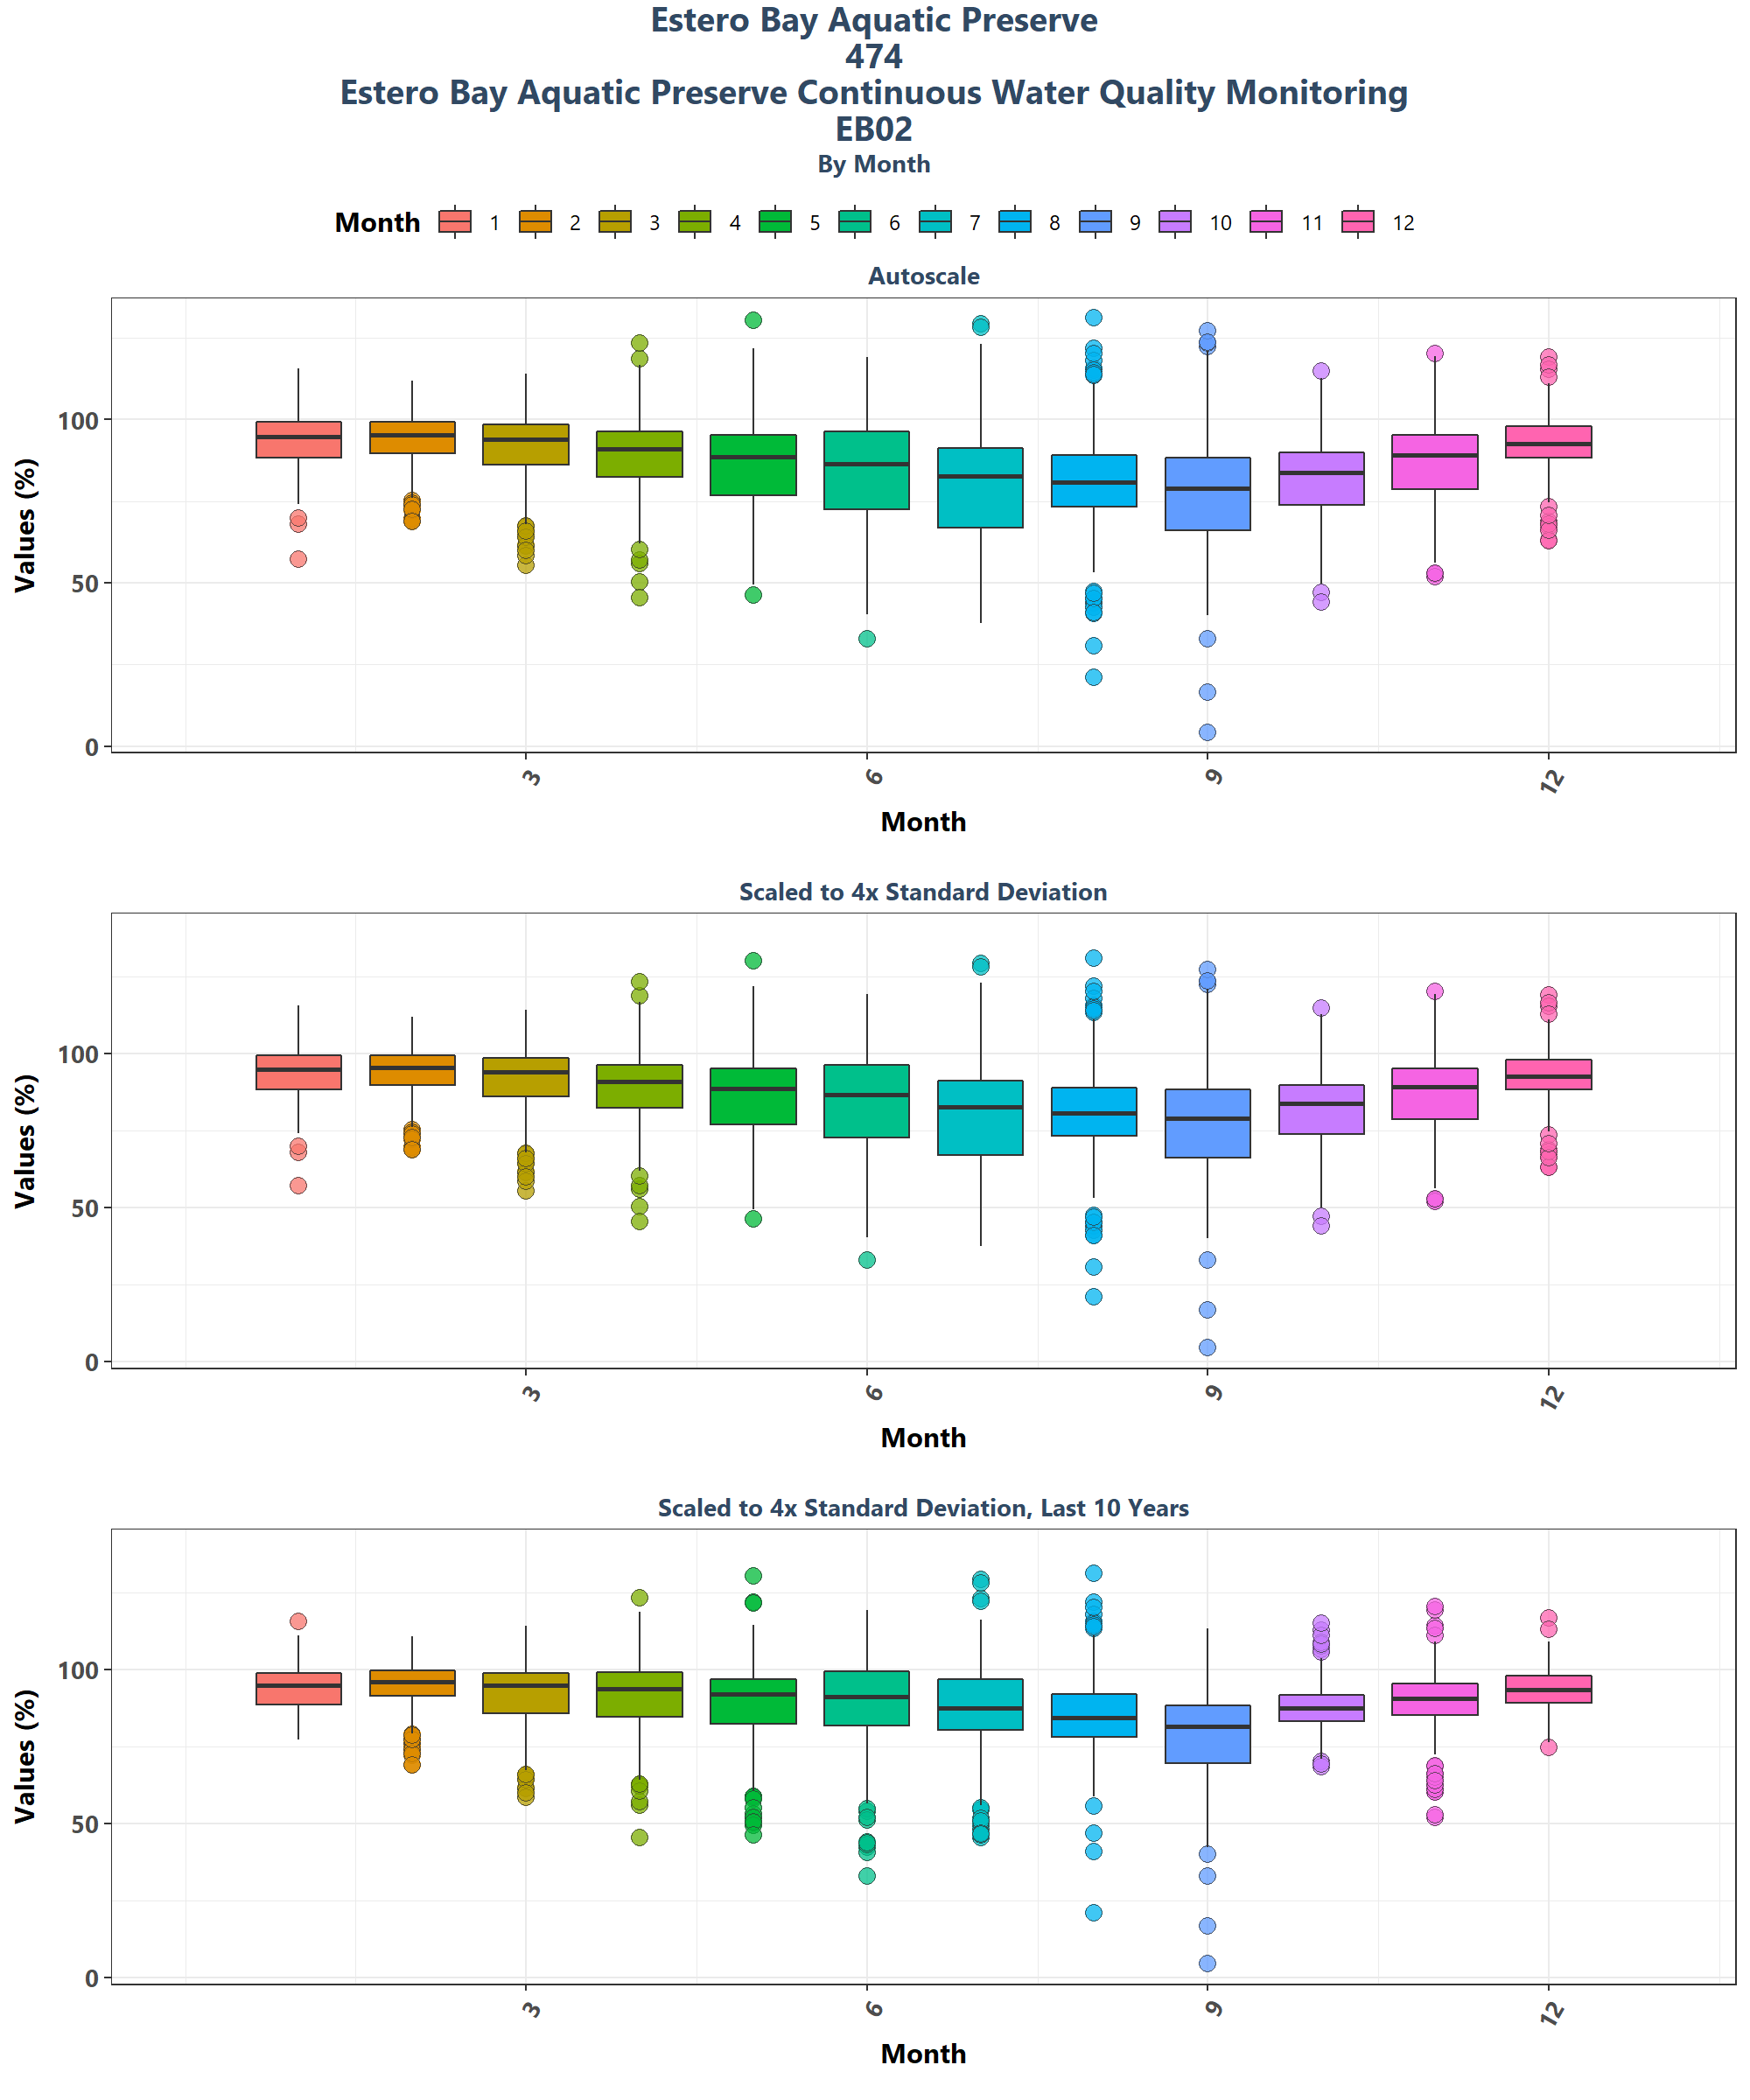 Estero Bay Aquatic Preserve
474
Estero Bay Aquatic Preserve Continuous Water Quality Monitoring
EB02
By Month
Month 1 2 3 4 5 6 7 8 9 10 11 12
Autoscale
Values (%)
100
50
0
3 6 9 12
Month
Scaled to 4x Standard Deviation
Values (%)
100
50
0
3 6 9 12
Month
Scaled to 4x Standard Deviation, Last 10 Years
Values (%)
100
50
0
3 6 9 12
Month